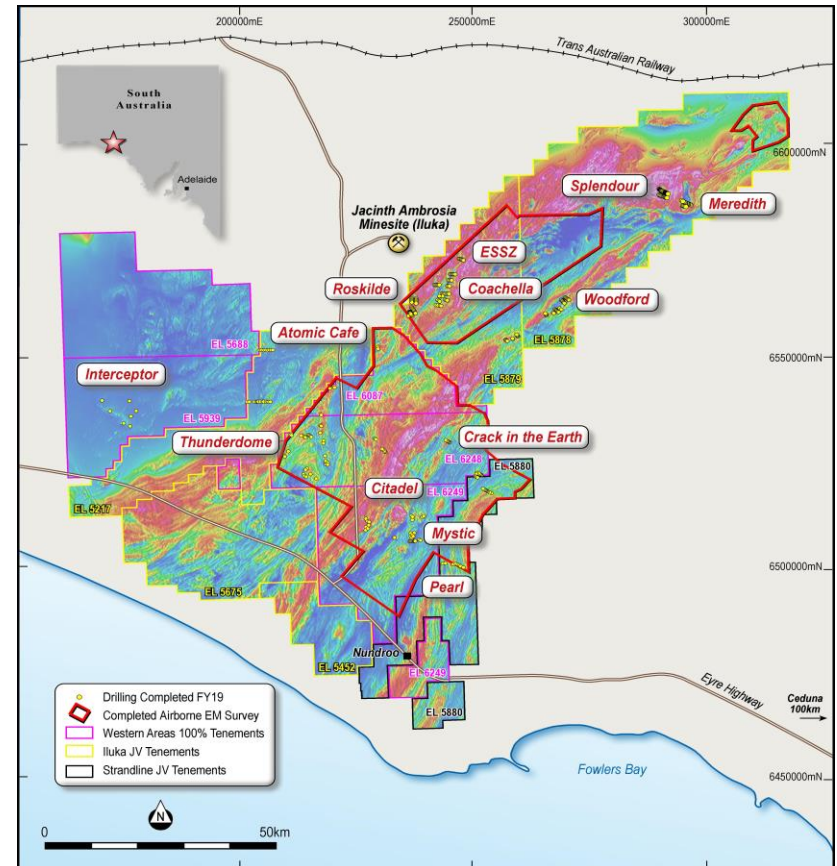 200000mE
250000mE
300000mE
Trans Australian Railway
South
Australia
Adelaide
6600000mN
Splendour
Meredith
Jacinth Ambrosia
Minesite (Iluka)
ESSZ
Roskilde
Coachella
Woodford
Atomic Cafe
EL 5688
EL 5878
6550000mN
EL 5879
Interceptor
EL 6087
EL 5939
Thunderdome
Crack in the Earth
EL 6248
EL 5880
Citadel
EL 6249
EL 5217
Mystic
6500000mN
Pearl
EL 5675
Nundroo
EL 5452
EL 6249
Eyre Highway
EL 5880
Ceduna
100km
Drilling Completed FY19
Completed Airborne EM Survey
Western Areas 100% Tenements
Iluka JV Tenements
Strandline JV Tenements
Fowlers Bay
6450000mN
N
0
50km